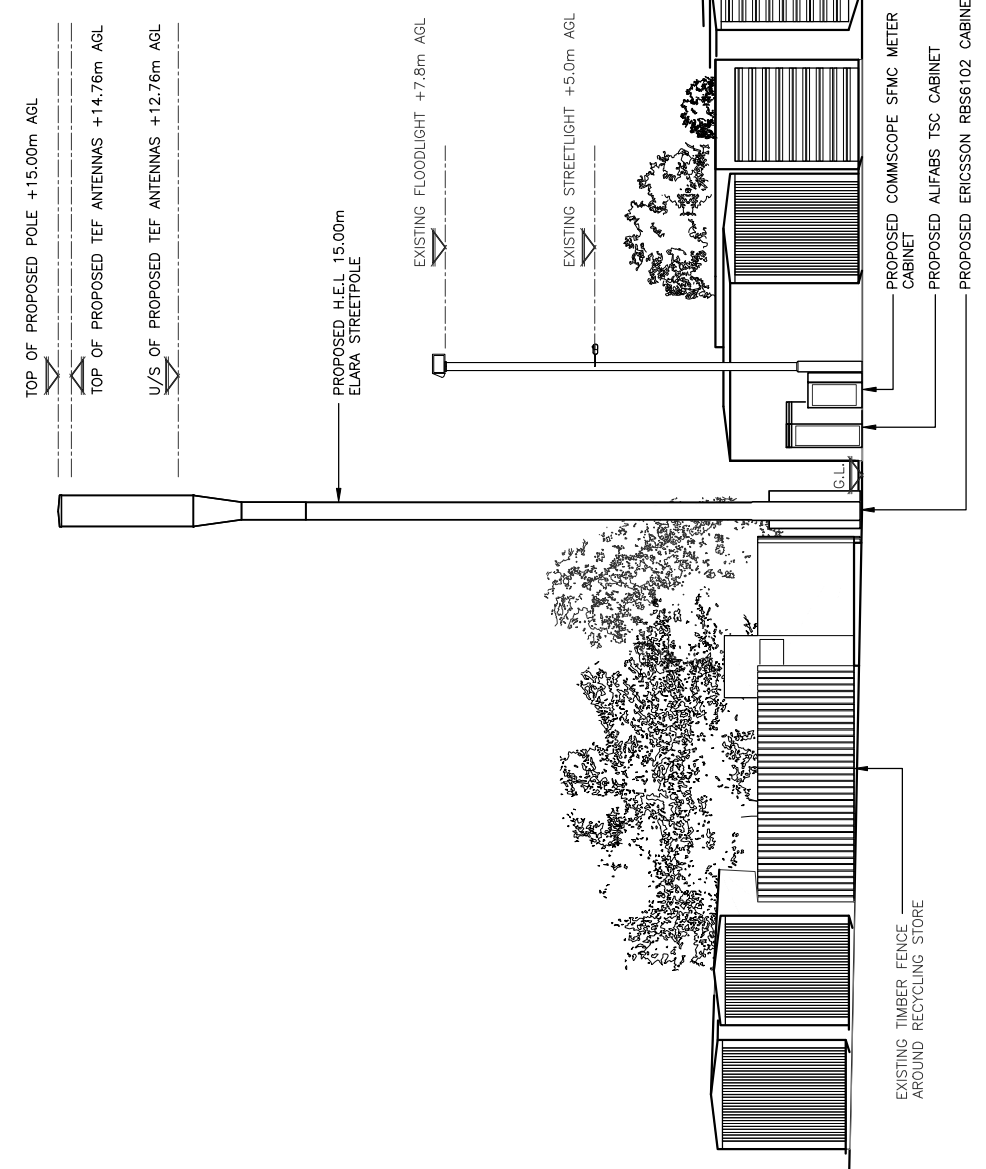 TOP OF PROPOSED POLE +15.00m AGL
TOP OF PROPOSED TEF ANTENNAS +14.76m AGL
U/S OF PROPOSED TEF ANTENNAS +12.76m AGL
PROPOSED H.E.L 15.00m
ELARA STREETPOLE
EXISTING FLOODLIGHT +7.8m AGL
EXISTING STREETLIGHT +5.0m AGL
G.L.
PROPOSED COMMSCOPE SFMC METER
CABINET
PROPOSED ALIFABS TSC CABINET
PROPOSED ERICSSON RBS6102 CABINE
EXISTING TIMBER FENCE
AROUND RECYCLING STORE